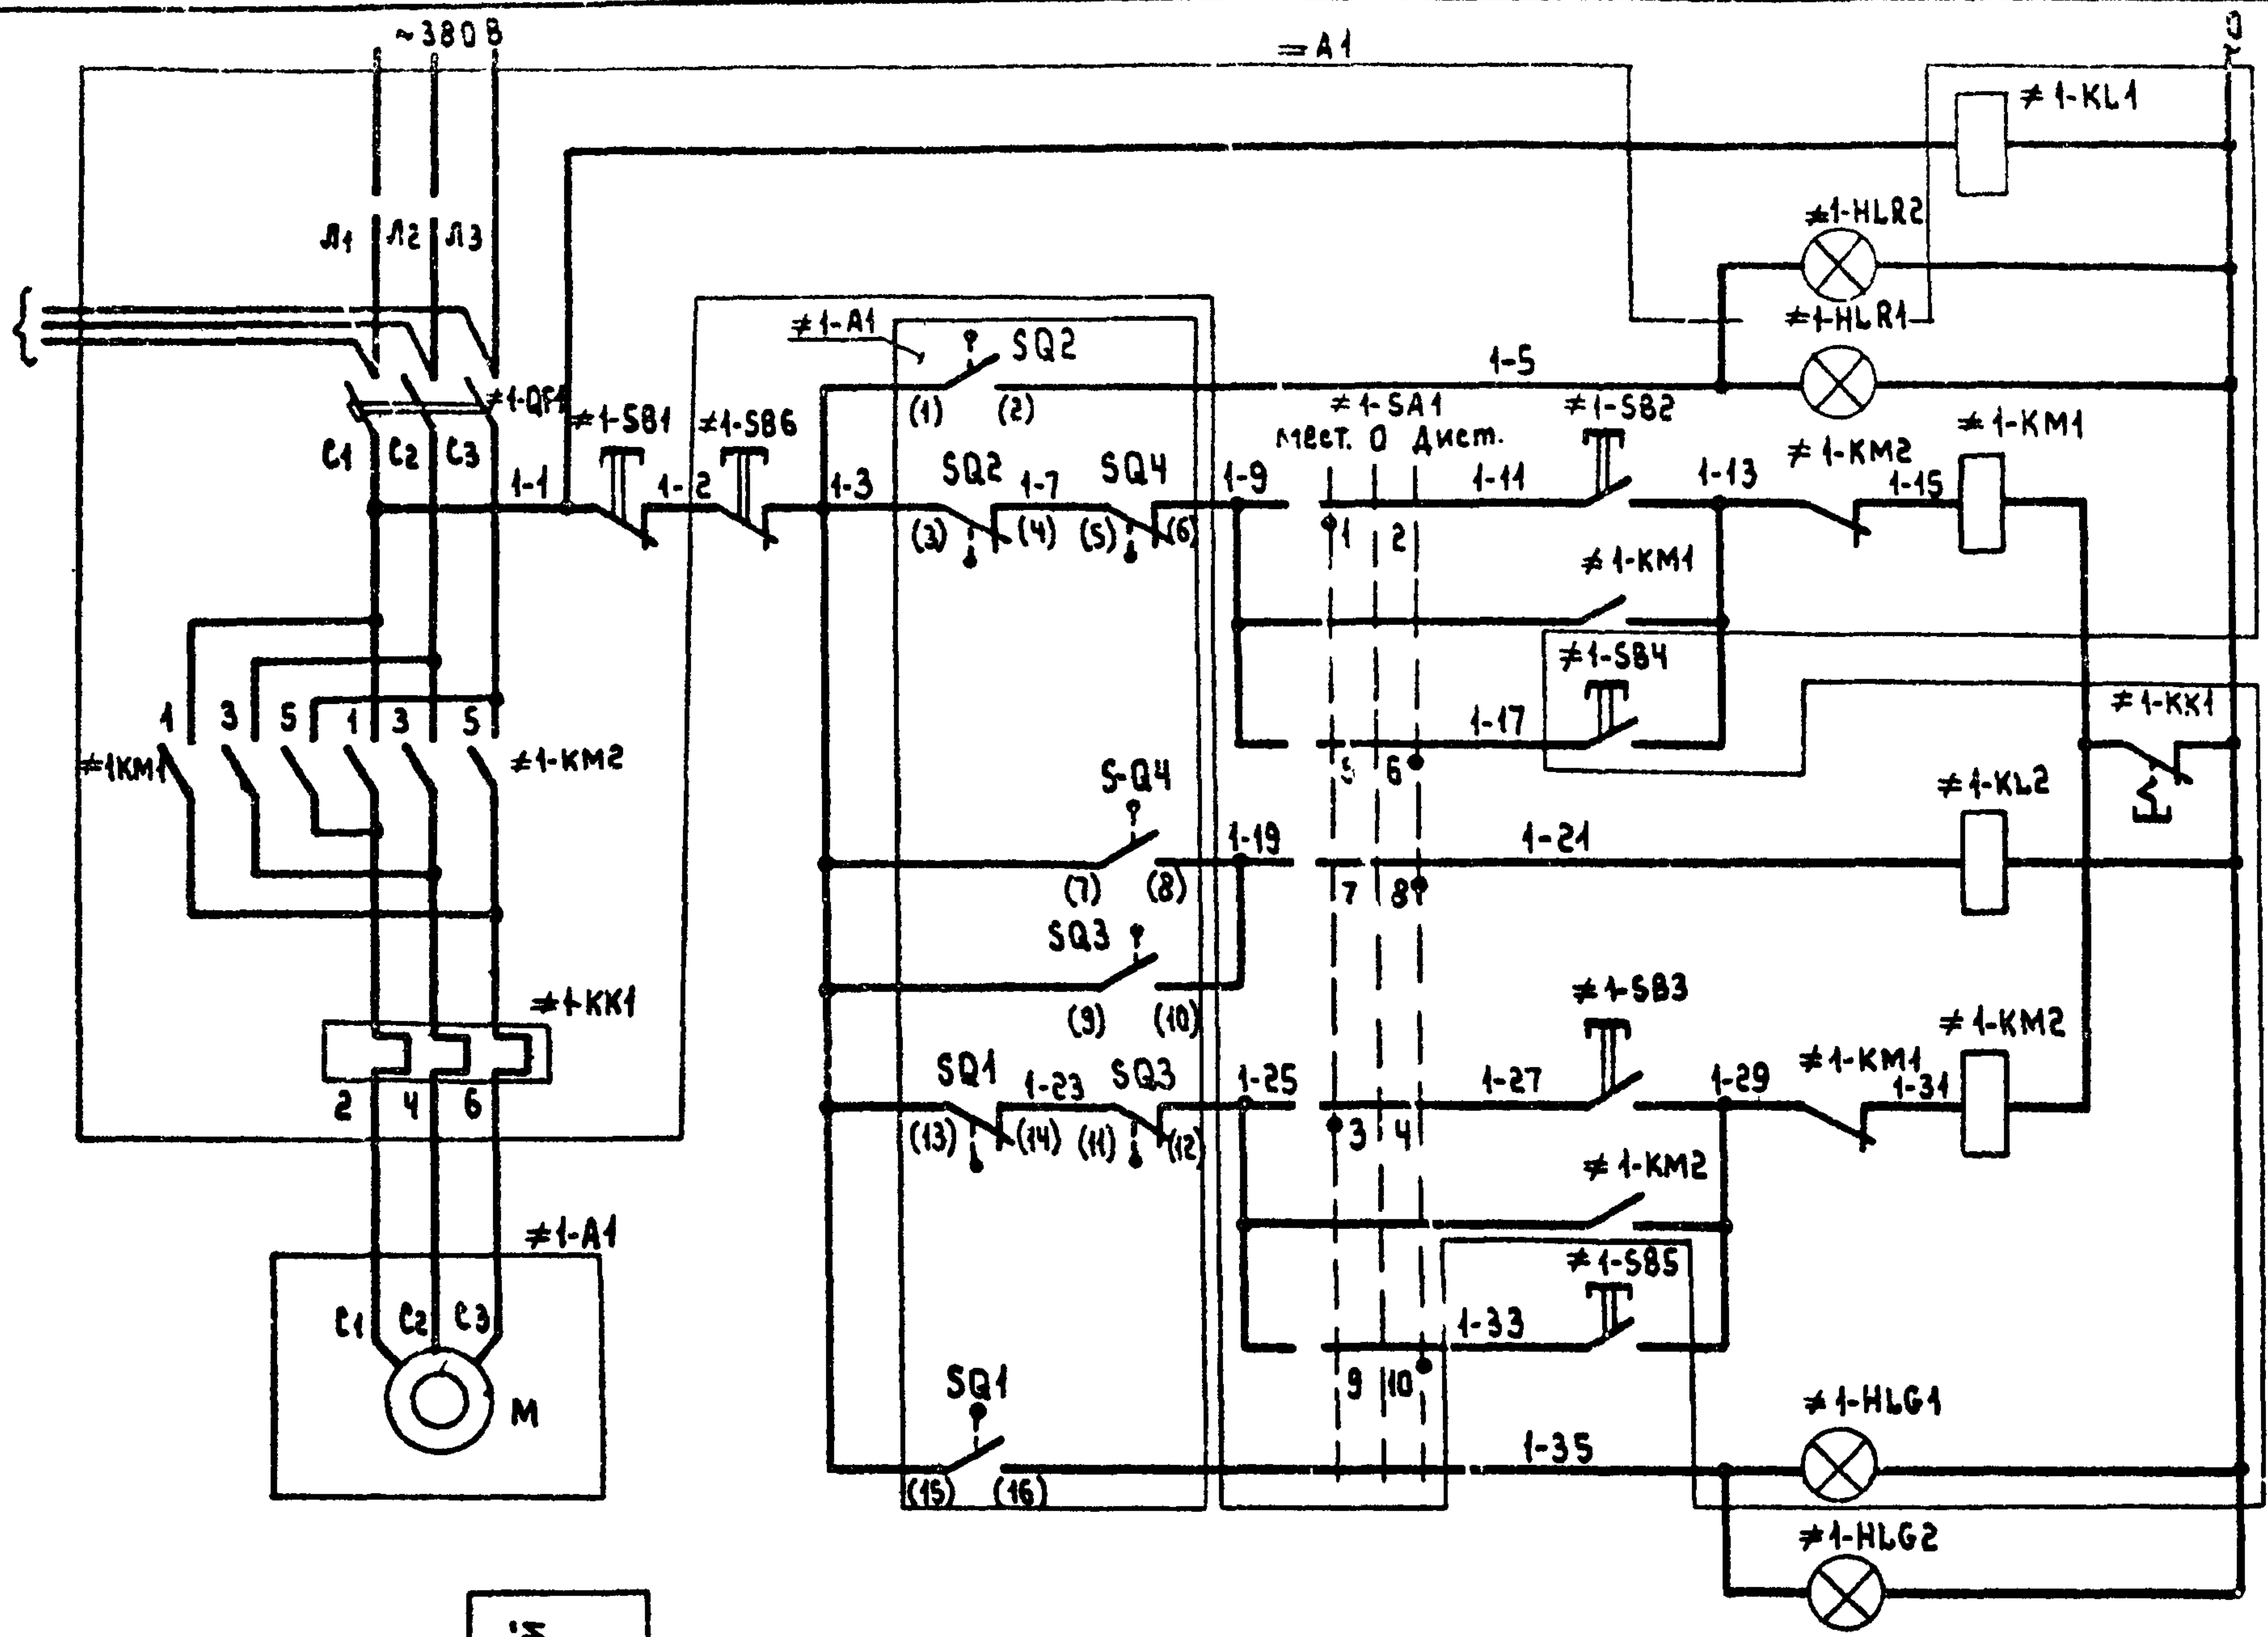 ~380 В
=А1
0
≠1-KL1
≠1-HLR2
Л1 Л2 Л3
≠1-HLR1
≠1-A1
SQ2
1-5
(1) (2)
≠1-QF1
≠1-SB1
≠1-SB6
≠1-SA1
≠1-SB2
≠1-KM1
Мест. 0 Дист.
С1 С2 С3
1-1
1-2
1-3
SQ2
1-7
SQ4
1-9
1-11
1-13
≠1-KM2
1-15
(3) (4) (5) (6)
1 2
≠1-KM1
≠1-SB4
1-17
≠1-KK1
1 3 5 1 3 5
≠1KM1
≠1-KM2
5 6
S-Q4
≠1-KL2
1-19
1-21
(7) (8)
7 8
SQ3
(9) (10)
≠1-KK1
≠1-SB3
≠1-KM2
SQ1
1-23
SQ3
1-25
1-27
1-29
≠1-KM1
1-31
2 4 6
(13) (14) (11) (12)
3 4
≠1-KM2
≠1-A1
≠1-SB5
С1 С2 С3
1-33
М
SQ1
9 10
≠1-HLG1
1-35
(15) (16)
≠1-HLG2